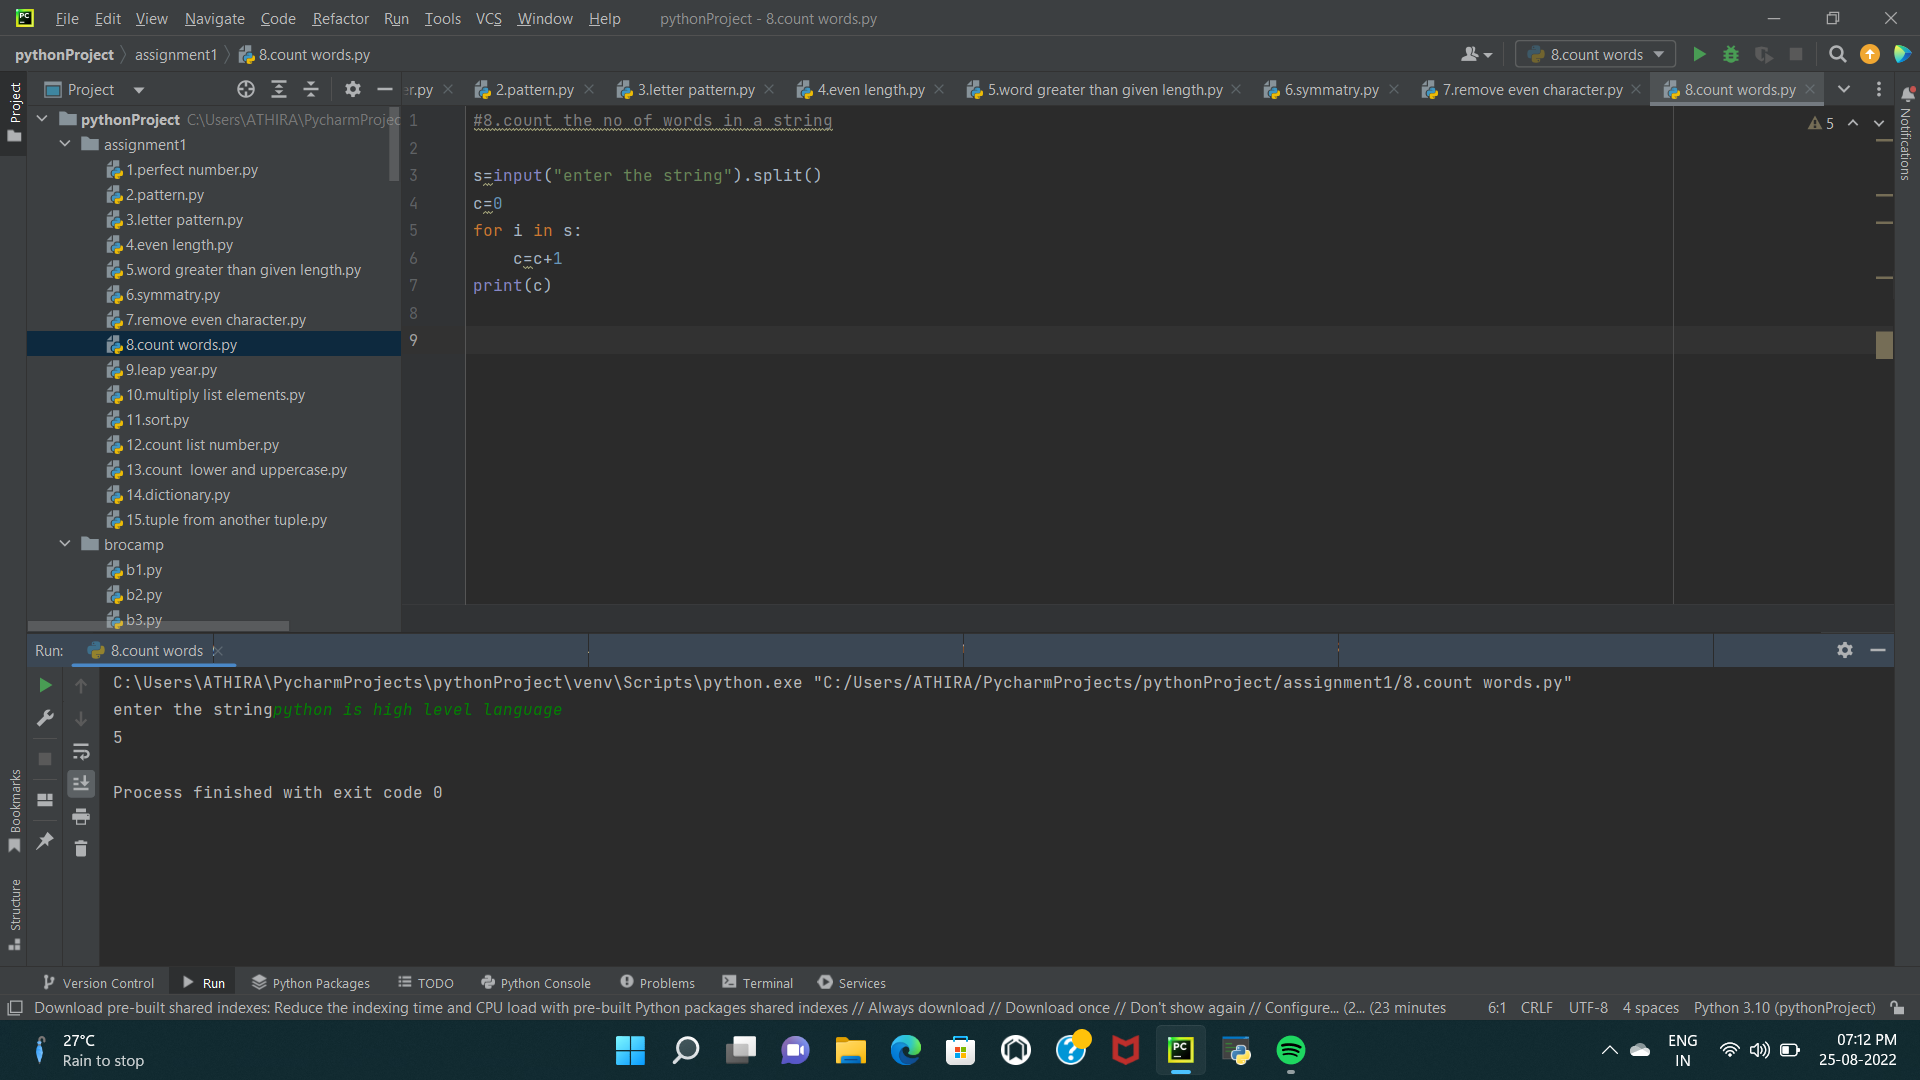 File Edit View Navigate Code Refactor Run Tools VCS Window Help pythonProject - 8.count words.py
pythonProject assignment1 8.count words.py
8.count words
Project
er.py 2.pattern.py 3.letter pattern.py 4.even length.py 5.word greater than given length.py 6.symmatry.py 7.remove even character.py 8.count words.py
Project
Notifications
pythonProject C:\Users\ATHIRA\PycharmProjec
assignment1
1.perfect number.py
2.pattern.py
3.letter pattern.py
4.even length.py
5.word greater than given length.py
6.symmatry.py
7.remove even character.py
8.count words.py
9.leap year.py
10.multiply list elements.py
11.sort.py
12.count list number.py
13.count  lower and uppercase.py
14.dictionary.py
15.tuple from another tuple.py
brocamp
b1.py
b2.py
b3.py
1 #8.count the no of words in a string
2
3 s=input("enter the string").split()
4 c=0
5 for i in s:
6     c=c+1
7 print(c)
8
9
5
Run: 8.count words
C:\Users\ATHIRA\PycharmProjects\pythonProject\venv\Scripts\python.exe "C:/Users/ATHIRA/PycharmProjects/pythonProject/assignment1/8.count words.py"
enter the stringpython is high level language
5
Process finished with exit code 0
Bookmarks
Structure
Version Control Run Python Packages TODO Python Console Problems Terminal Services
Download pre-built shared indexes: Reduce the indexing time and CPU load with pre-built Python packages shared indexes // Always download // Download once // Don't show again // Configure... (2... (23 minutes 6:1 CRLF UTF-8 4 spaces Python 3.10 (pythonProject)
27°C
Rain to stop
PC
ENG
IN
07:12 PM
25-08-2022